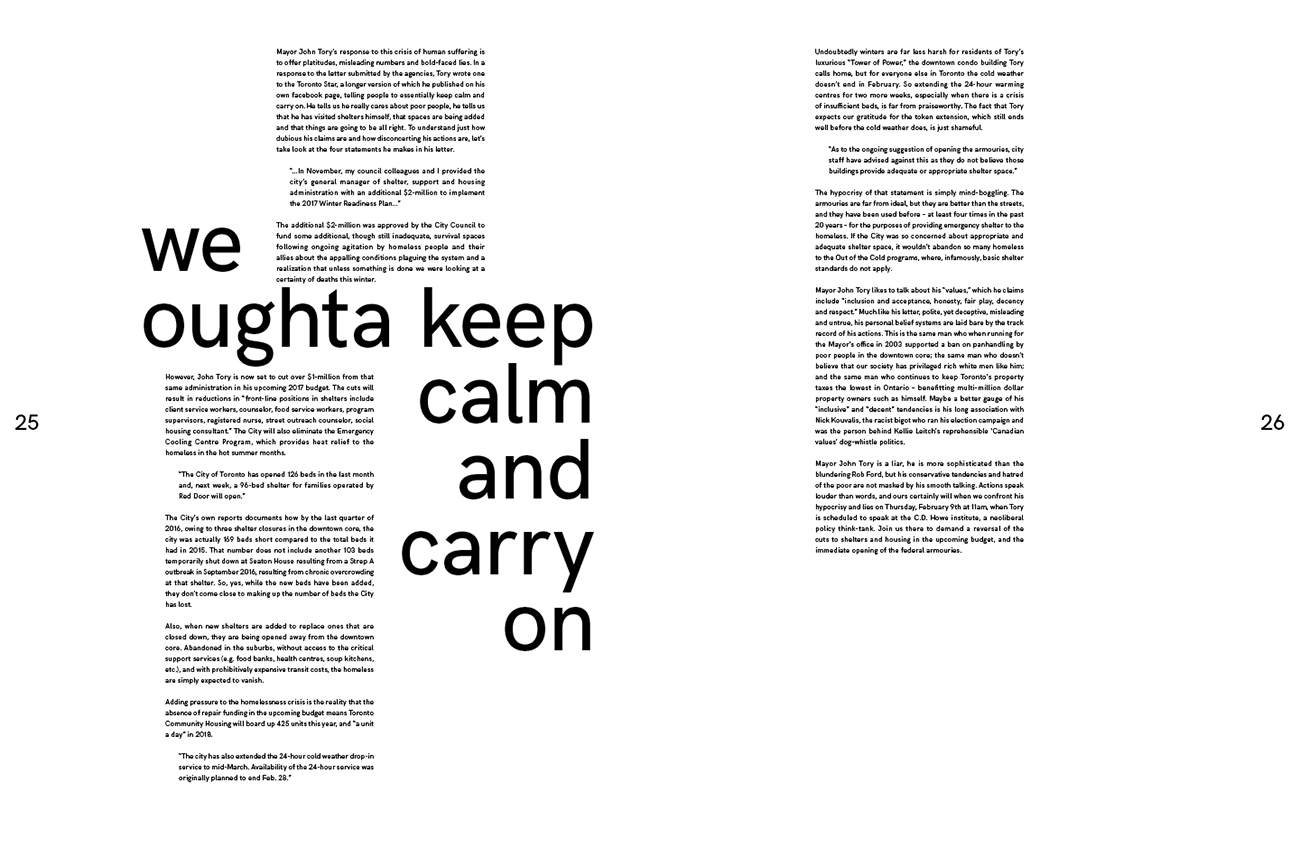 Mayor John Tory's response to this crisis of human suffering is
to offer platitudes, misleading numbers and bold-faced lies. In a
response to the letter submitted by the agencies, Tory wrote one
to the Toronto Star, a longer version of which he published on his
own facebook page, telling people to essentially keep calm and
carry on. He tells us he really cares about poor people, he tells us
that he has visited shelters himself, that spaces are being added
and that things are going to be all right. To understand just how
dubious his claims are and how disconcerting his actions are, let's
take look at the four statements he makes in his letter.
"...In November, my council colleagues and I provided the
city's general manager of shelter, support and housing
administration with an additional $2-million to implement
the 2017 Winter Readiness Plan..."
The additional $2-million was approved by the City Council to
fund some additional, though still inadequate, survival spaces
following ongoing agitation by homeless people and their
allies about the appalling conditions plaguing the system and a
realization that unless something is done we were looking at a
certainty of deaths this winter.
we
oughta keep
calm
and
carry
on
However, John Tory is now set to cut over $1-million from that
same administration in his upcoming 2017 budget. The cuts will
result in reductions in "front-line positions in shelters include
client service workers, counselor, food service workers, program
supervisors, registered nurse, street outreach counselor, social
housing consultant." The City will also eliminate the Emergency
Cooling Centre Program, which provides heat relief to the
homeless in the hot summer months.
"The City of Toronto has opened 126 beds in the last month
and, next week, a 96-bed shelter for families operated by
Red Door will open."
The City's own reports documents how by the last quarter of
2016, owing to three shelter closures in the downtown core, the
city was actually 169 beds short compared to the total beds it
had in 2015. That number does not include another 103 beds
temporarily shut down at Seaton House resulting from a Strep A
outbreak in September 2016, resulting from chronic overcrowding
at that shelter. So, yes, while the new beds have been added,
they don't come close to making up the number of beds the City
has lost.
Also, when new shelters are added to replace ones that are
closed down, they are being opened away from the downtown
core. Abandoned in the suburbs, without access to the critical
support services (e.g. food banks, health centres, soup kitchens,
etc.), and with prohibitively expensive transit costs, the homeless
are simply expected to vanish.
Adding pressure to the homelessness crisis is the reality that the
absence of repair funding in the upcoming budget means Toronto
Community Housing will board up 425 units this year, and "a unit
a day" in 2018.
"The city has also extended the 24-hour cold weather drop-in
service to mid-March. Availability of the 24-hour service was
originally planned to end Feb. 28."
25
Undoubtedly winters are far less harsh for residents of Tory's
luxurious "Tower of Power," the downtown condo building Tory
calls home, but for everyone else in Toronto the cold weather
doesn't end in February. So extending the 24-hour warming
centres for two more weeks, especially when there is a crisis
of insufficient beds, is far from praiseworthy. The fact that Tory
expects our gratitude for the token extension, which still ends
well before the cold weather does, is just shameful.
"As to the ongoing suggestion of opening the armouries, city
staff have advised against this as they do not believe those
buildings provide adequate or appropriate shelter space."
The hypocrisy of that statement is simply mind-boggling. The
armouries are far from ideal, but they are better than the streets,
and they have been used before – at least four times in the past
20 years – for the purposes of providing emergency shelter to the
homeless. If the City was so concerned about appropriate and
adequate shelter space, it wouldn't abandon so many homeless
to the Out of the Cold programs, where, infamously, basic shelter
standards do not apply.
Mayor John Tory likes to talk about his "values," which he claims
include "inclusion and acceptance, honesty, fair play, decency
and respect." Much like his letter, polite, yet deceptive, misleading
and untrue, his personal belief systems are laid bare by the track
record of his actions. This is the same man who when running for
the Mayor's office in 2003 supported a ban on panhandling by
poor people in the downtown core; the same man who doesn't
believe that our society has privileged rich white men like him;
and the same man who continues to keep Toronto's property
taxes the lowest in Ontario – benefitting multi-million dollar
property owners such as himself. Maybe a better gauge of his
"inclusive" and "decent" tendencies is his long association with
Nick Kouvalis, the racist bigot who ran his election campaign and
was the person behind Kellie Leitch's reprehensible 'Canadian
values' dog-whistle politics.
Mayor John Tory is a liar, he is more sophisticated than the
blundering Rob Ford, but his conservative tendencies and hatred
of the poor are not masked by his smooth talking. Actions speak
louder than words, and ours certainly will when we confront his
hypocrisy and lies on Thursday, February 9th at 11am, when Tory
is scheduled to speak at the C.D. Howe institute, a neoliberal
policy think-tank. Join us there to demand a reversal of the
cuts to shelters and housing in the upcoming budget, and the
immediate opening of the federal armouries.
26